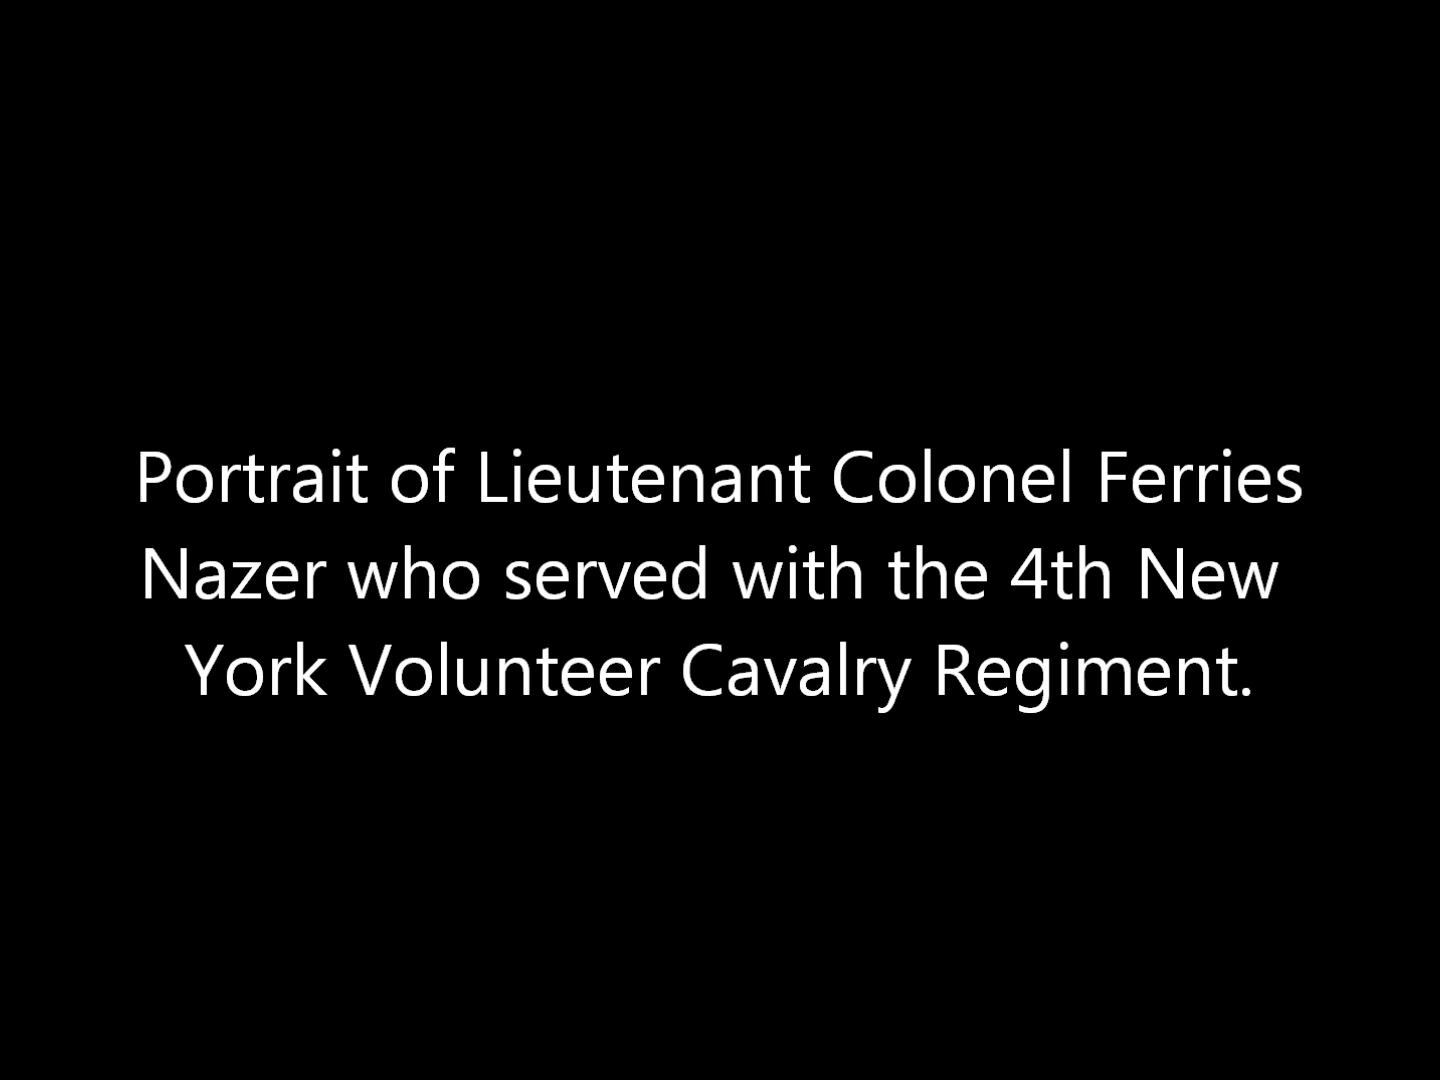 Portrait of Lieutenant Colonel Ferries
Nazer who served with the 4th New
York Volunteer Cavalry Regiment.